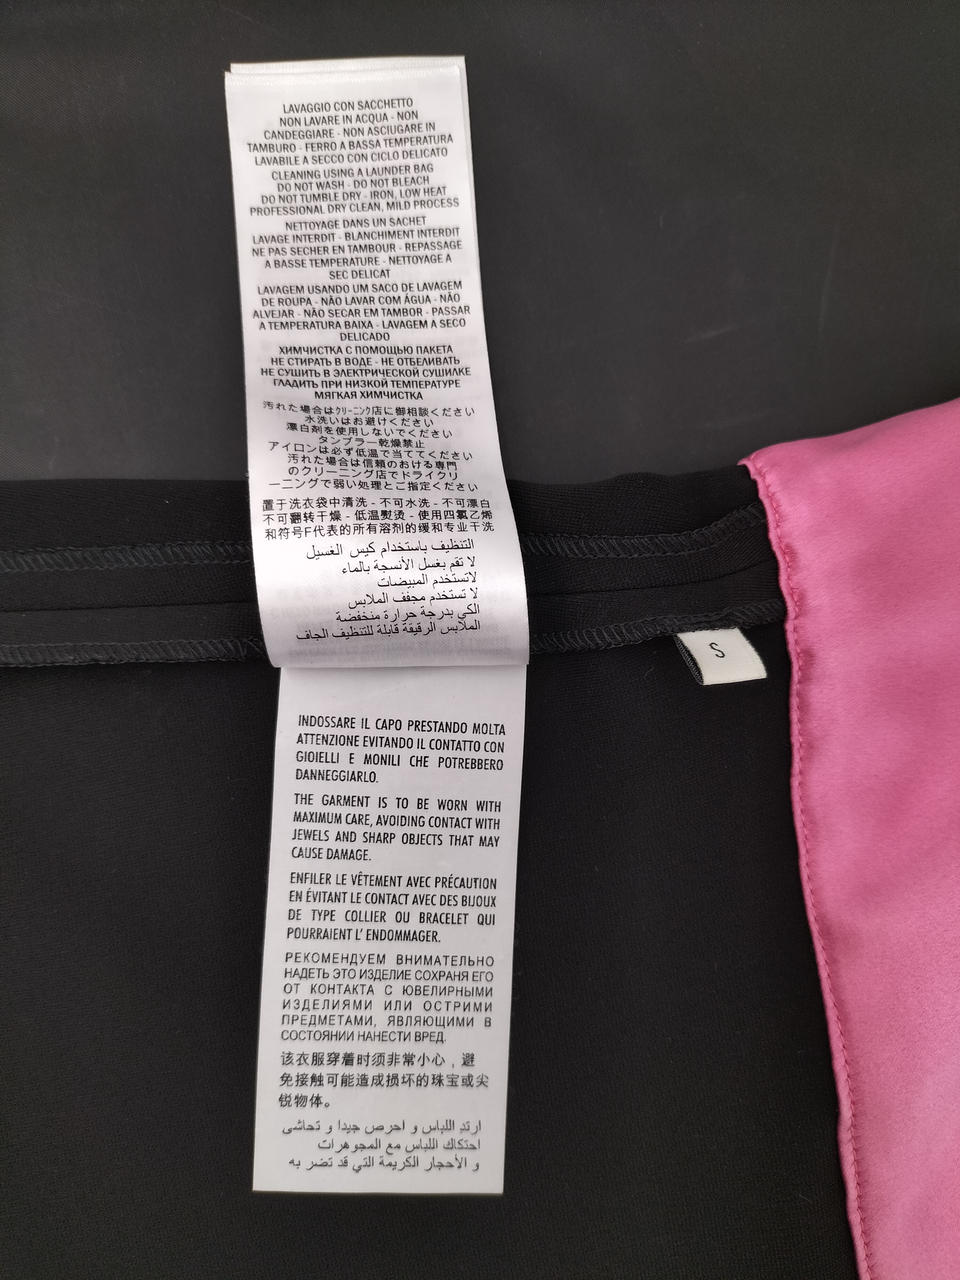 LAVAGGIO CON SACCHETTO
NON LAVARE IN ACQUA - NON
CANDEGGIARE - NON ASCIUGARE IN
TAMBURO - FERRO A BASSA TEMPERATURA
LAVABILE A SECCO CON CICLO DELICATO
CLEANING USING A LAUNDER BAG
DO NOT WASH - DO NOT BLEACH
DO NOT TUMBLE DRY - IRON, LOW HEAT
PROFESSIONAL DRY CLEAN, MILD PROCESS
NETTOYAGE DANS UN SACHET
LAVAGE INTERDIT - BLANCHIMENT INTERDIT
NE PAS SECHER EN TAMBOUR - REPASSAGE
A BASSE TEMPERATURE - NETTOYAGE A
SEC DELICAT
LAVAGEM USANDO UM SACO DE LAVAGEM
DE ROUPA - NÃO LAVAR COM ÁGUA - NÃO
ALVEJAR - NÃO SECAR EM TAMBOR - PASSAR
A TEMPERATURA BAIXA - LAVAGEM A SECO
DELICADO
ХИМЧИСТКА С ПОМОЩЬЮ ПАКЕТА
НЕ СТИРАТЬ В ВОДЕ - НЕ ОТБЕЛИВАТЬ
НЕ СУШИТЬ В ЭЛЕКТРИЧЕСКОЙ СУШИЛКЕ
ГЛАДИТЬ ПРИ НИЗКОЙ ТЕМПЕРАТУРЕ
МЯГКАЯ ХИМЧИСТКА
汚れた場合はクリーニング店に御相談ください
水洗いはお避けください
漂白剤を使用しないでください
タンブラー乾燥禁止
アイロンは必ず低温で当ててください
汚れた場合は信頼のおける専門
のクリーニング店でドライクリ
ーニングで弱い処理とご指定ください
置于洗衣袋中清洗 - 不可水洗 - 不可漂白
不可翻转干燥 - 低温熨烫 - 使用四氯乙烯
和符号F代表的所有溶剂的缓和专业干洗
التنظيف باستخدام كيس الغسيل
لا تقم بغسل الأنسجة بالماء
لاتستخدم المبيضات
لا تستخدم مجفف الملابس
الكي بدرجة حرارة منخفضة
الملابس الرقيقة قابلة للتنظيف الجاف
S
INDOSSARE IL CAPO PRESTANDO MOLTA
ATTENZIONE EVITANDO IL CONTATTO CON
GIOIELLI E MONILI CHE POTREBBERO
DANNEGGIARLO.
THE GARMENT IS TO BE WORN WITH
MAXIMUM CARE, AVOIDING CONTACT WITH
JEWELS AND SHARP OBJECTS THAT MAY
CAUSE DAMAGE.
ENFILER LE VÊTEMENT AVEC PRÉCAUTION
EN ÉVITANT LE CONTACT AVEC DES BIJOUX
DE TYPE COLLIER OU BRACELET QUI
POURRAIENT L' ENDOMMAGER.
РЕКОМЕНДУЕМ ВНИМАТЕЛЬНО
НАДЕТЬ ЭТО ИЗДЕЛИЕ СОХРАНЯ ЕГО
ОТ КОНТАКТА С ЮВЕЛИРНЫМИ
ИЗДЕЛИЯМИ ИЛИ ОСТРИМИ
ПРЕДМЕТАМИ, ЯВЛЯЮЩИМИ В
СОСТОЯНИИ НАНЕСТИ ВРЕД.
该衣服穿着时须非常小心，避
免接触可能造成损坏的珠宝或尖
锐物体。
ارتد اللباس و احرص جيدا و تحاشى
احتكاك اللباس مع المجوهرات
و الأحجار الكريمة التي قد تضر به